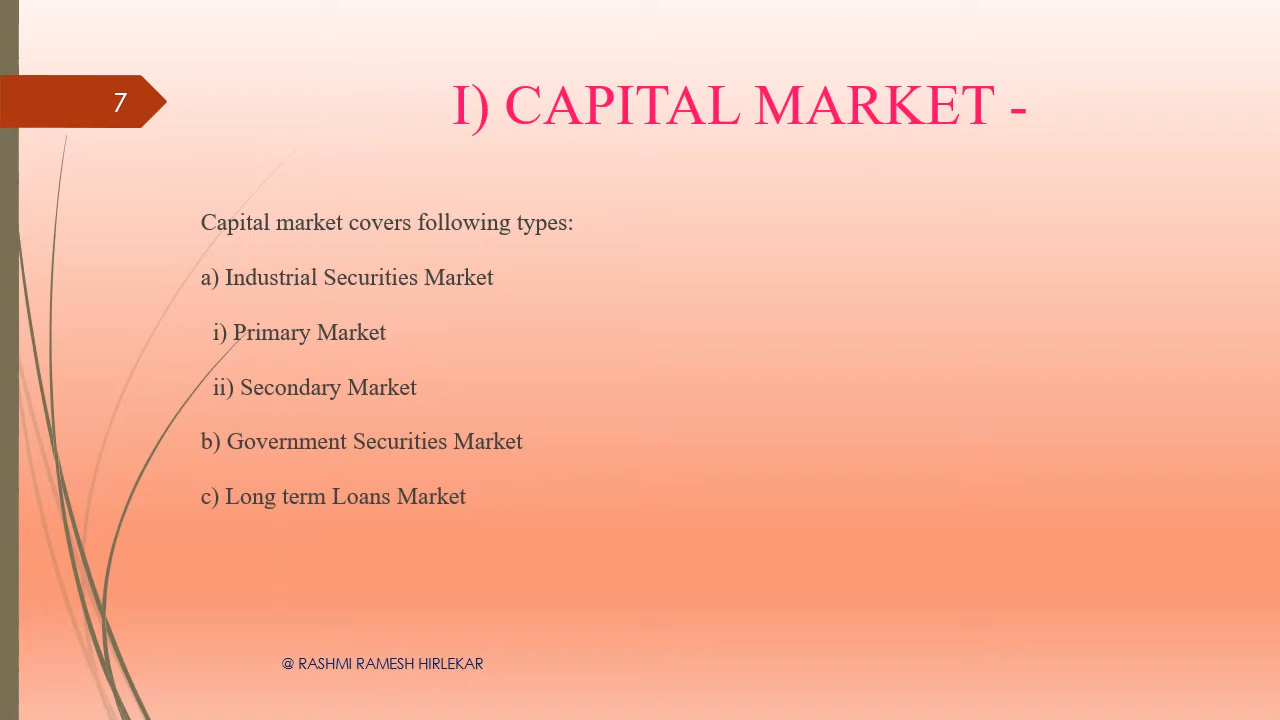 7
I) CAPITAL MARKET -
Capital market covers following types:
a) Industrial Securities Market
i) Primary Market
ii) Secondary Market
b) Government Securities Market
c) Long term Loans Market
@ RASHMI RAMESH HIRLEKAR